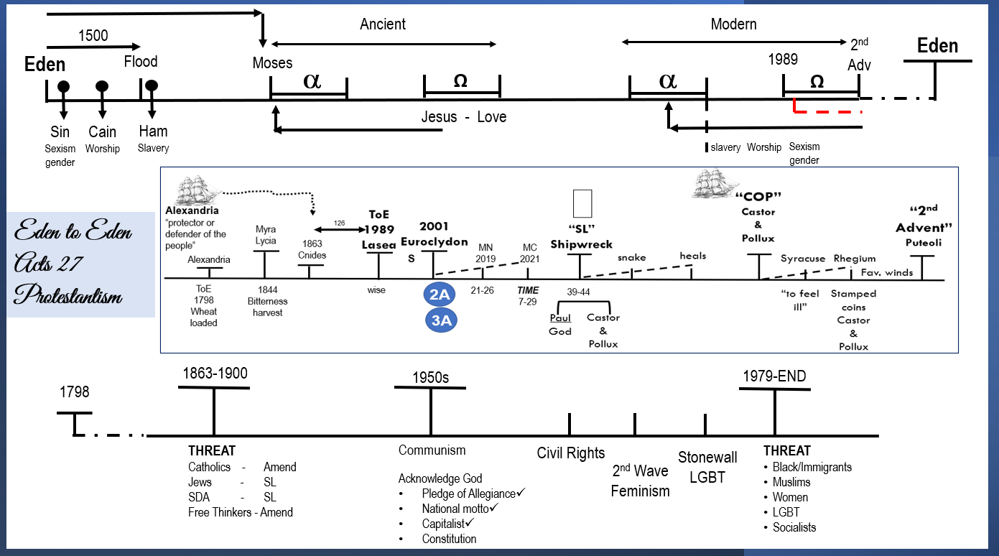 Ancient
Modern
1500
Eden
Flood
Moses
α
Ω
α
1989
Ω
2nd
Adv
Eden
Jesus - Love
Sin
Sexism
gender
Cain
Worship
Ham
Slavery
slavery Worship Sexism
gender
Eden to Eden
Acts 27
Protestantism
Alexandria
“protector or
defender of the
people”
Alexandria
ToE
1798
Wheat
loaded
Myra
Lycia
1844
Bitterness
harvest
1863
Cnides
126
ToE
1989
Lasea
wise
2001
Euroclydon
S
2A
3A
MN
2019
21-26
MC
2021
TIME
7-29
“SL”
Shipwreck
39-44
Paul
God
Castor
&
Pollux
snake
heals
“COP”
Castor
&
Pollux
Syracuse
“to feel
ill”
Rhegium
Stamped
coins
Castor
&
Pollux
Fav. winds
“2nd
Advent”
Puteoli
1798
1863-1900
THREAT
Catholics - Amend
Jews - SL
SDA - SL
Free Thinkers - Amend
1950s
Communism
Acknowledge God
• Pledge of Allegiance✓
• National motto✓
• Capitalist✓
• Constitution
Civil Rights
2nd Wave
Feminism
Stonewall
LGBT
1979-END
THREAT
• Black/Immigrants
• Muslims
• Women
• LGBT
• Socialists